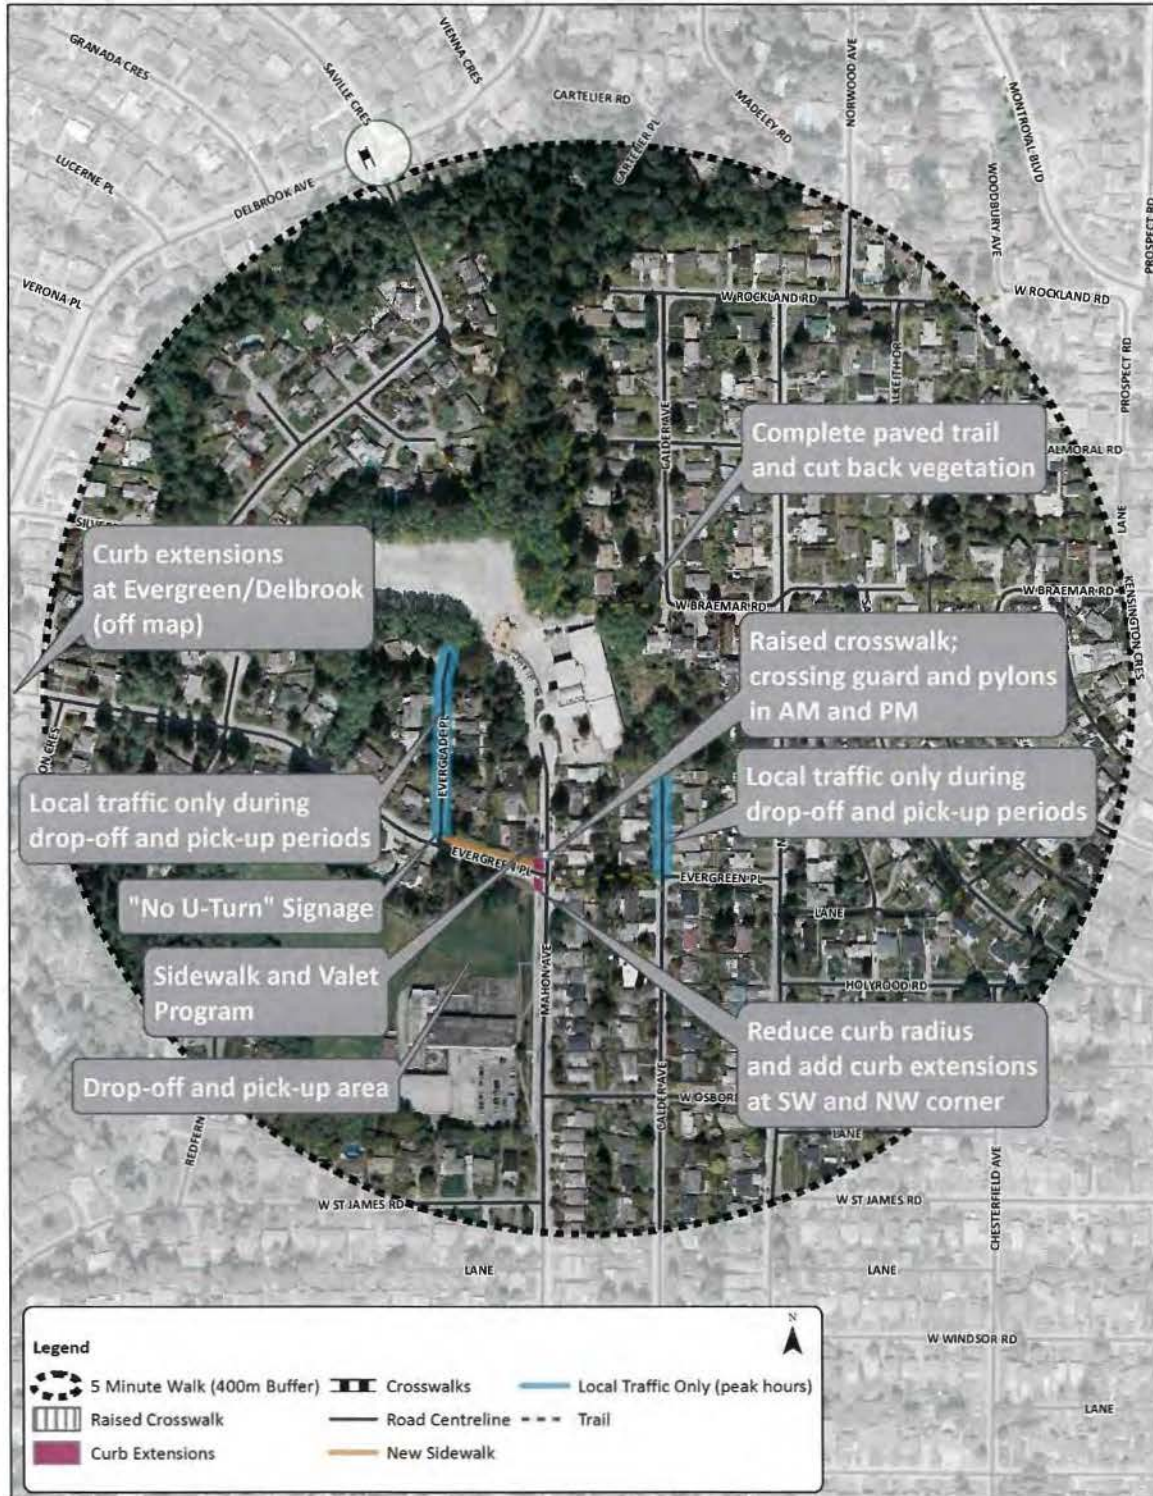 GRANADA CRES
SAVILLE CRES
VIENNA CRES
CARTELIER RD
MADELEY RD
NORWOOD AVE
MONTROYAL BLVD
LUCERNE PL
CARTELIER PL
DELBROOK AVE
WOODBURY AVE
PROSPECT RD
VERONA PL
W ROCKLAND RD
W ROCKLAND RD
PROSPECT RD
CALDER AVE
Complete paved trail
and cut back vegetation
ALMORAL RD
LANE
Curb extensions
at Evergreen/Delbrook
(off map)
W BRAEMAR RD
W BRAEMAR RD
KENSINGTON CRES
Raised crosswalk;
crossing guard and pylons
in AM and PM
ON CRES
EVERGLADE PL
Local traffic only during
drop-off and pick-up periods
Local traffic only during
drop-off and pick-up periods
EVERGREEN PL
EVERGREEN PL
"No U-Turn" Signage
LANE
Sidewalk and Valet
Program
MAHON AVE
HOLYROOD RD
Reduce curb radius
and add curb extensions
at SW and NW corner
Drop-off and pick-up area
CALDER AVE
W OSBOR
LANE
REDFERN
W ST JAMES RD
W ST JAMES RD
CHESTERFIELD AVE
LANE
LANE
W WINDSOR RD
LANE
N
Legend
5 Minute Walk (400m Buffer)
Crosswalks
Local Traffic Only (peak hours)
Raised Crosswalk
Road Centreline
Trail
Curb Extensions
New Sidewalk